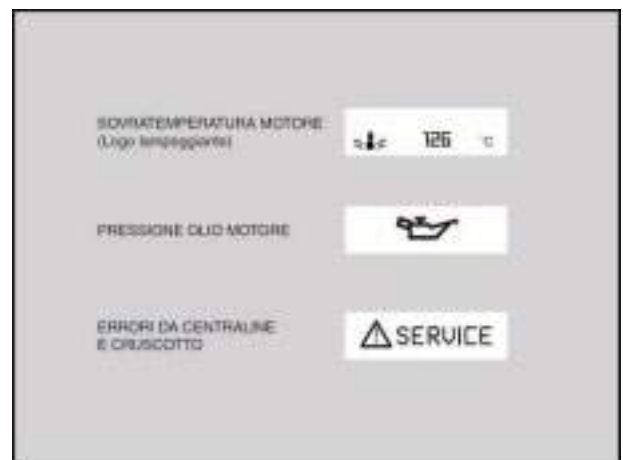 SOVRATEMPERATURA MOTORE
(Logo lampeggiante)
126 °C
PRESSIONE OLIO MOTORE
ERRORI DA CENTRALINE
E CRUSCOTTO
SERVICE